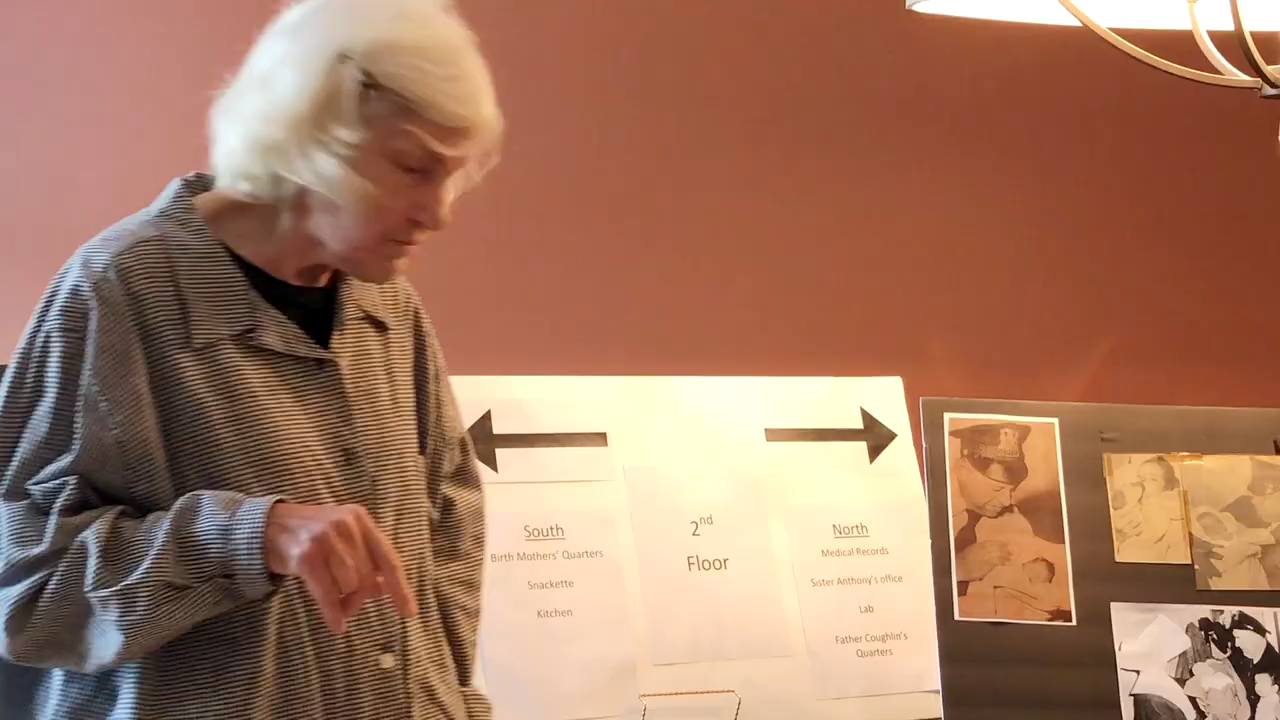 South
Birth Mothers' Quarters
Snackette
Kitchen
2nd
Floor
North
Medical Records
Sister Anthony's office
Lab
Father Coughlin's
Quarters